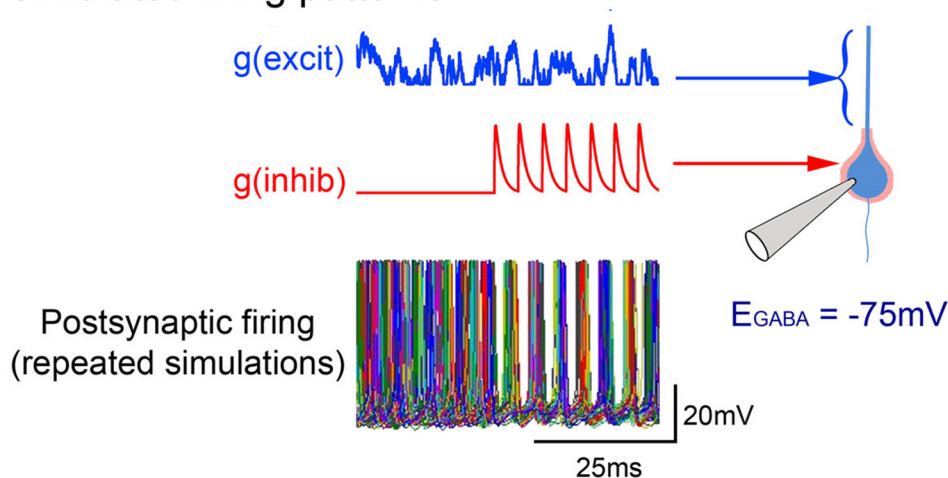 g(excit)
g(inhib)
Postsynaptic firing
(repeated simulations)
EGABA = -75mV
20mV
25ms